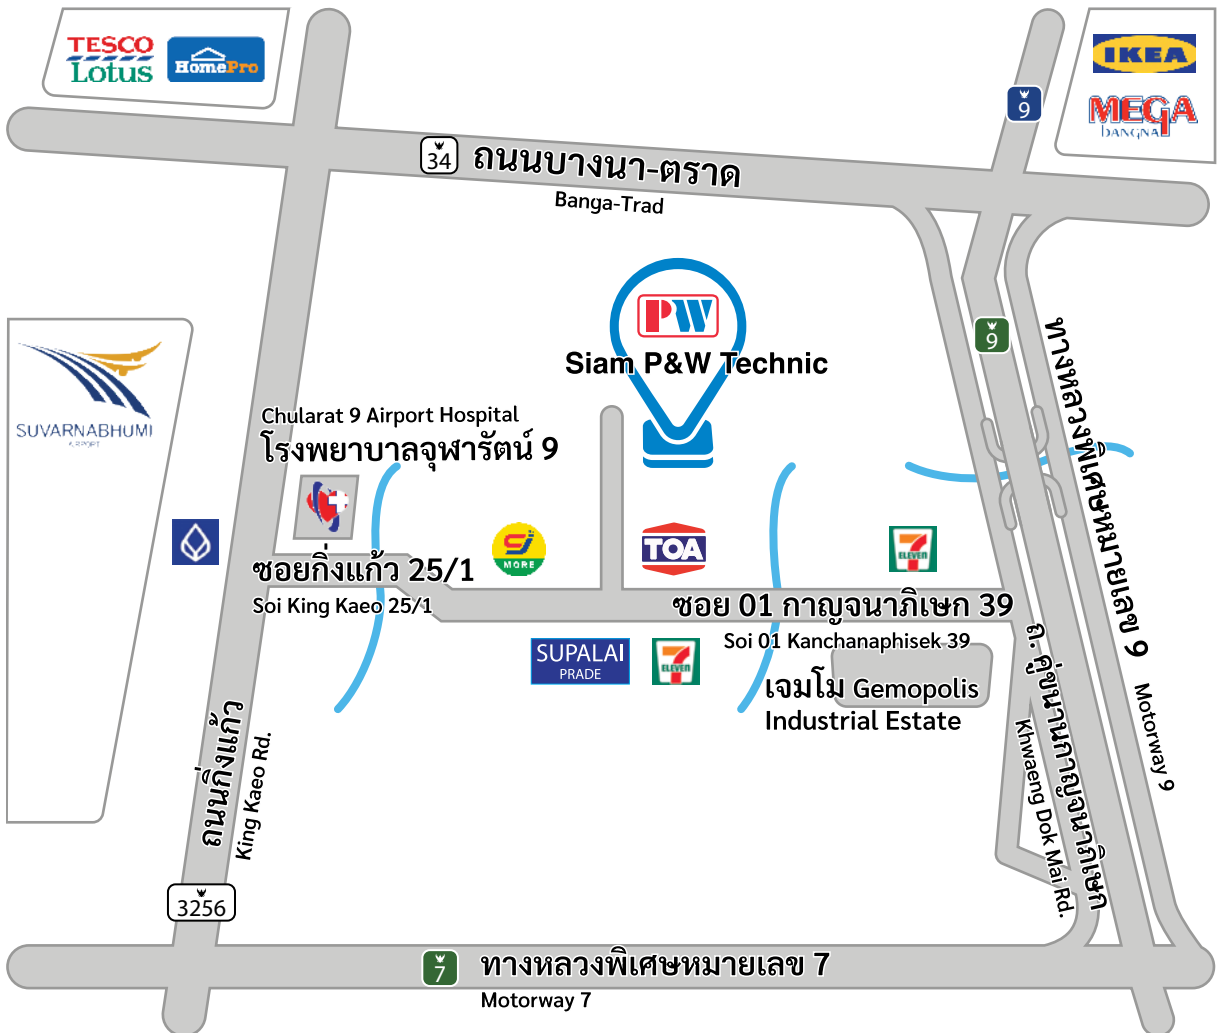 TESCO
Lotus
HomePro
IKEA
MEGA
BANGNA
9
34
ถนนบางนา-ตราด
Banga-Trad
PW
Siam P&W Technic
9
ทางหลวงพิเศษหมายเลข 9
Motorway 9
SUVARNABHUMI
AIRPORT
Chularat 9 Airport Hospital
โรงพยาบาลจุฬารัตน์ 9
CJ
MORE
TOA
7
ELEVEN
ซอยกิ่งแก้ว 25/1
Soi King Kaeo 25/1
ซอย 01 กาญจนาภิเษก 39
Soi 01 Kanchanaphisek 39
SUPALAI
PRADE
7
ELEVEN
เจมโม Gemopolis
Industrial Estate
ถ. คู่ขนานกาญจนาภิเษก
Khwaeng Dok Mai Rd.
ถนนกิ่งแก้ว
King Kaeo Rd.
3256
7
ทางหลวงพิเศษหมายเลข 7
Motorway 7